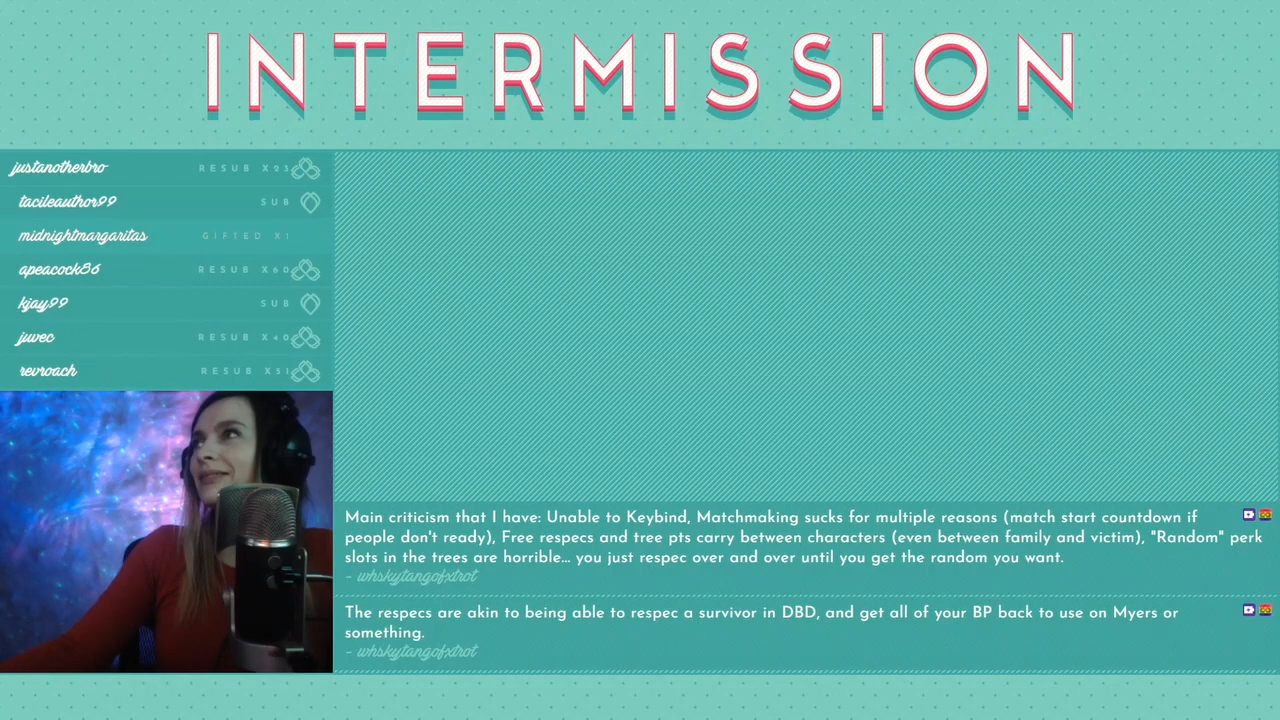 INTERMISSION
justanotherbro RESUB X23
tacileauthor99 SUB
midnightmargaritas GIFTED X1
apeacock86 RESUB X60
kjay99 SUB
juvec RESUB X40
revroach RESUB X51
Main criticism that I have: Unable to Keybind, Matchmaking sucks for multiple reasons (match start countdown if
people don't ready), Free respecs and tree pts carry between characters (even between family and victim), "Random" perk
slots in the trees are horrible... you just respec over and over until you get the random you want.
- whskytangofxtrot
The respecs are akin to being able to respec a survivor in DBD, and get all of your BP back to use on Myers or
something.
- whskytangofxtrot